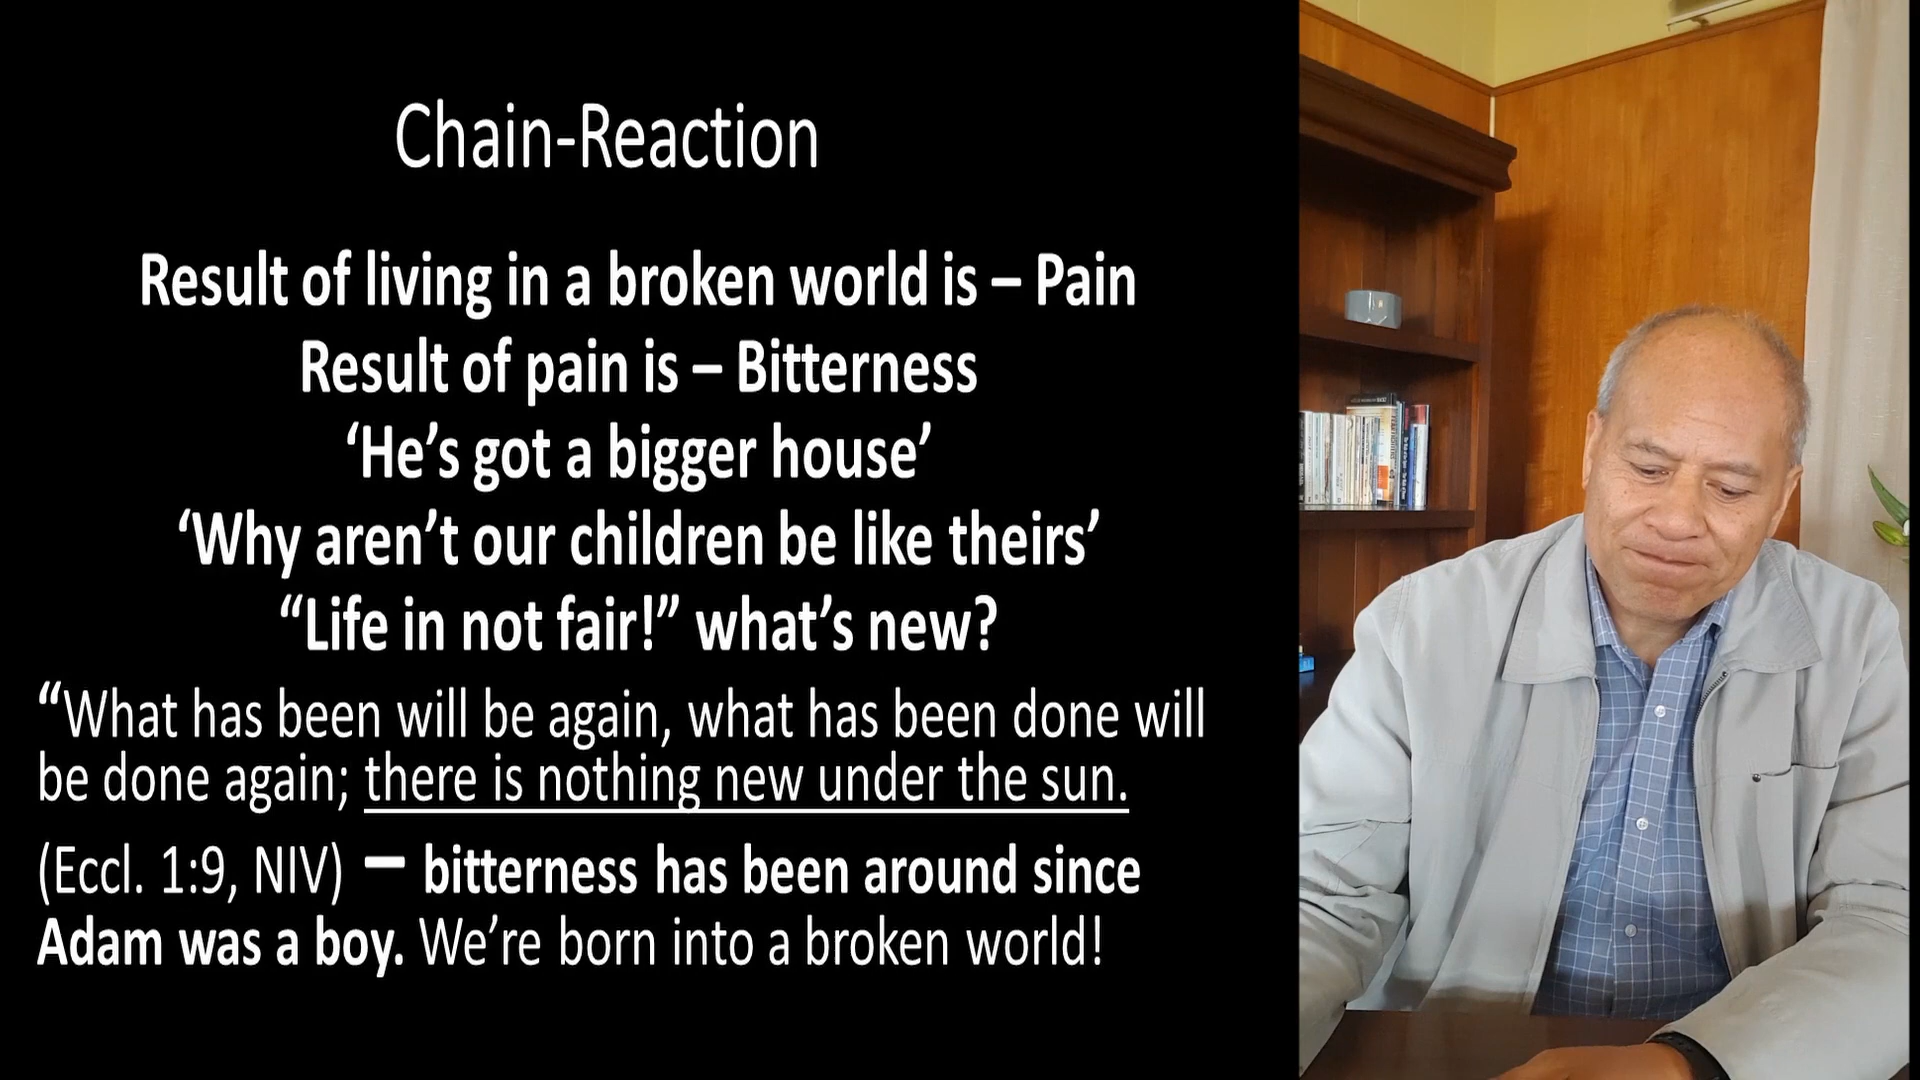 Chain-Reaction
Result of living in a broken world is – Pain
Result of pain is – Bitterness
‘He’s got a bigger house’
‘Why aren’t our children be like theirs’
“Life in not fair!” what’s new?
“What has been will be again, what has been done will
be done again; there is nothing new under the sun.
(Eccl. 1:9, NIV) – bitterness has been around since
Adam was a boy. We’re born into a broken world!